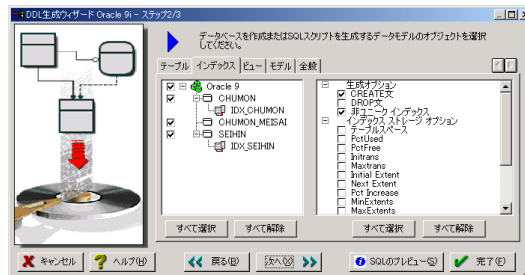 DDL生成ウィザード Oracle 9i - ステップ2/3
データベースを作成またはSQLスクリプトを生成するデータモデルのオブジェクトを選択してください。
テーブル インデックス ビュー モデル 全般
Oracle 9
CHUMON
IDX_CHUMON
CHUMON_MEISAI
SEIHIN
IDX_SEIHIN
すべて選択 すべて解除
生成オプション
CREATE文
DROP文
非ユニークインデックス
インデックス ストレージ オプション
テーブルスペース
PctUsed
PctFree
Initrans
Maxtrans
Initial Extent
Next Extent
Pct Increase
MinExtents
MaxExtents
すべて選択 すべて解除
キャンセル ヘルプ(H) 戻る(B) 次へ(N) SQLのプレビュー(S) 完了(F)